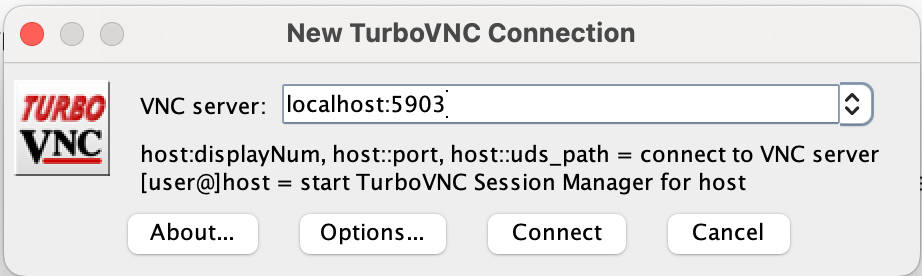 New TurboVNC Connection
TURBO
VNC
VNC server: localhost:5903
host:displayNum, host::port, host::uds_path = connect to VNC server
[user@]host = start TurboVNC Session Manager for host
About... Options... Connect Cancel